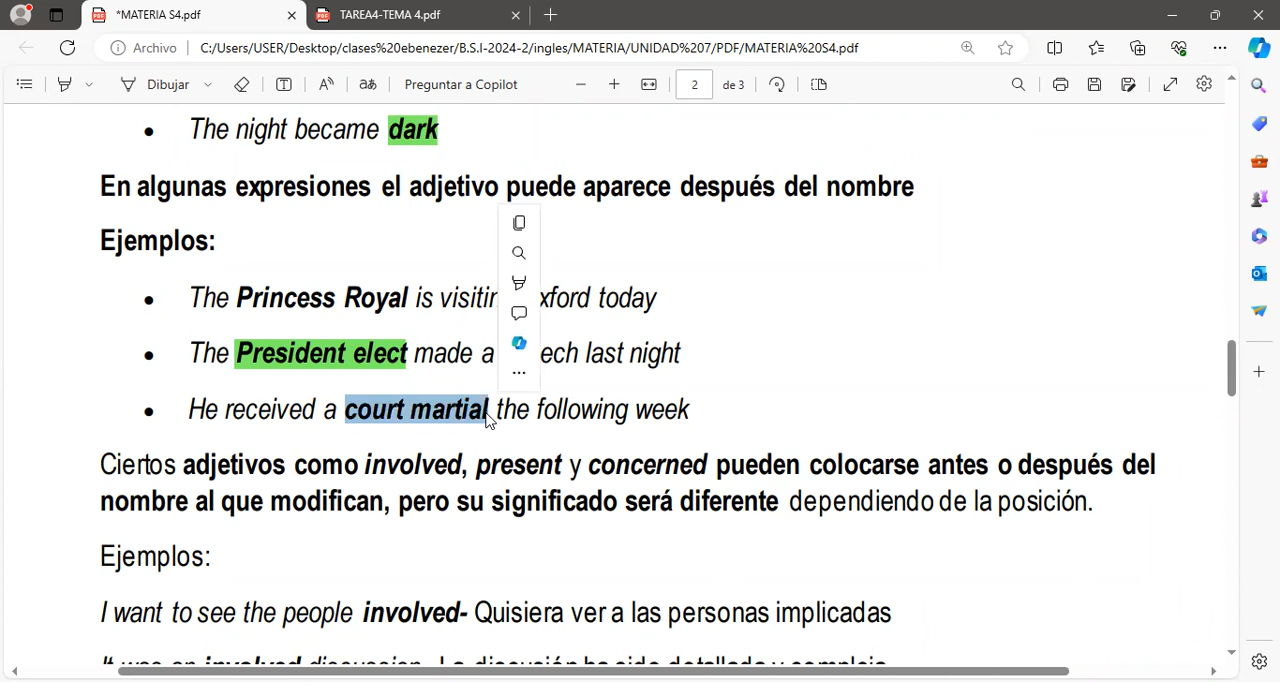 *MATERIA S4.pdf
TAREA4-TEMA 4.pdf
Archivo
C:/Users/USER/Desktop/clases%20ebenezer/B.S.I-2024-2/ingles/MATERIA/UNIDAD%207/PDF/MATERIA%20S4.pdf
Dibujar
Preguntar a Copilot
2
de 3
• The night became dark
En algunas expresiones el adjetivo puede aparece después del nombre
Ejemplos:
• The Princess Royal is visitin xford today
• The President elect made a ech last night
• He received a court martial the following week
Ciertos adjetivos como involved, present y concerned pueden colocarse antes o después del
nombre al que modifican, pero su significado será diferente dependiendo de la posición.
Ejemplos:
I want to see the people involved- Quisiera ver a las personas implicadas